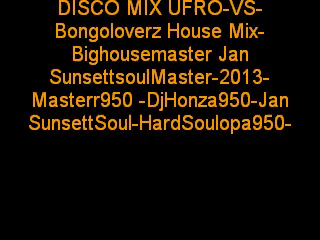 DISCO MIX UFRO-VS-
Bongoloverz House Mix-
Bighousemaster Jan
SunsettsoulMaster-2013-
Masterr950 -DjHonza950-Jan
SunsettSoul-HardSoulopa950-